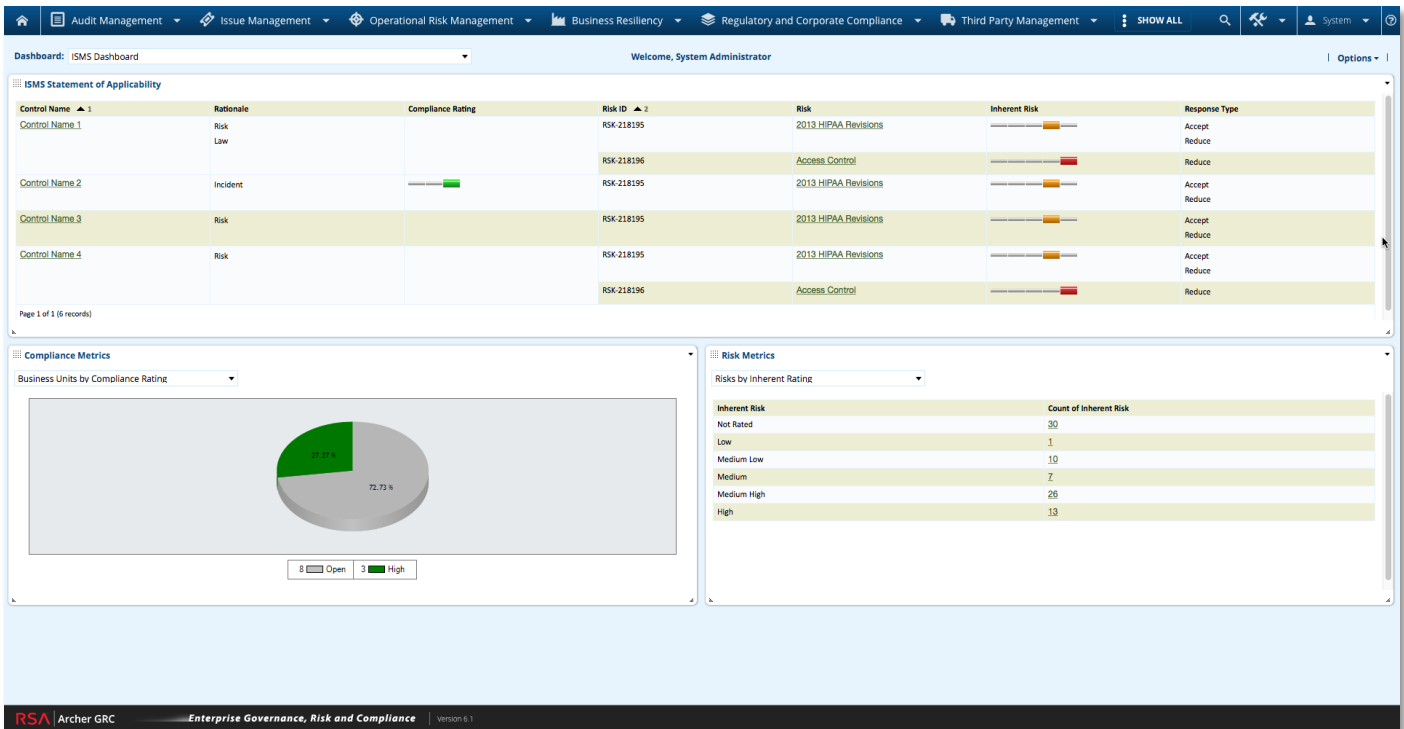 Audit Management Issue Management Operational Risk Management Business Resiliency Regulatory and Corporate Compliance Third Party Management SHOW ALL System
Dashboard: ISMS Dashboard Welcome, System Administrator | Options |
ISMS Statement of Applicability
Control Name 1 Rationale Compliance Rating Risk ID 2 Risk Inherent Risk Response Type
Control Name 1 Risk RSK-218195 2013 HIPAA Revisions Accept
Law Reduce
RSK-218196 Access Control Reduce
Control Name 2 Incident RSK-218195 2013 HIPAA Revisions Accept
Reduce
Control Name 3 Risk RSK-218195 2013 HIPAA Revisions Accept
Reduce
Control Name 4 Risk RSK-218195 2013 HIPAA Revisions Accept
Reduce
RSK-218196 Access Control Reduce
Page 1 of 1 (6 records)
Compliance Metrics
Business Units by Compliance Rating
27.27 %
72.73 %
8 Open 3 High
Risk Metrics
Risks by Inherent Rating
Inherent Risk Count of Inherent Risk
Not Rated 30
Low 1
Medium Low 10
Medium 7
Medium High 26
High 13
RSA Archer GRC Enterprise Governance, Risk and Compliance | Version 6.1